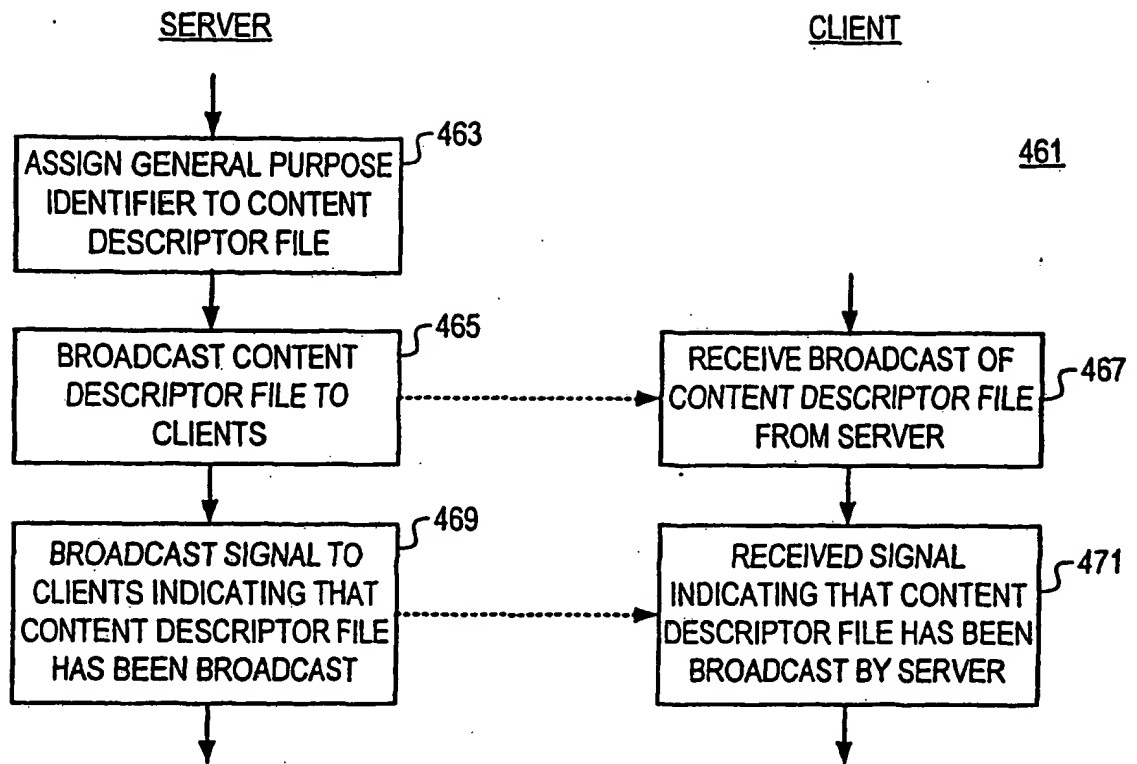 SERVER
CLIENT
461
463
ASSIGN GENERAL PURPOSE
IDENTIFIER TO CONTENT
DESCRIPTOR FILE
465
BROADCAST CONTENT
DESCRIPTOR FILE TO
CLIENTS
RECEIVE BROADCAST OF
CONTENT DESCRIPTOR FILE
FROM SERVER
467
469
BROADCAST SIGNAL TO
CLIENTS INDICATING THAT
CONTENT DESCRIPTOR FILE
HAS BEEN BROADCAST
RECEIVED SIGNAL
INDICATING THAT CONTENT
DESCRIPTOR FILE HAS BEEN
BROADCAST BY SERVER
471